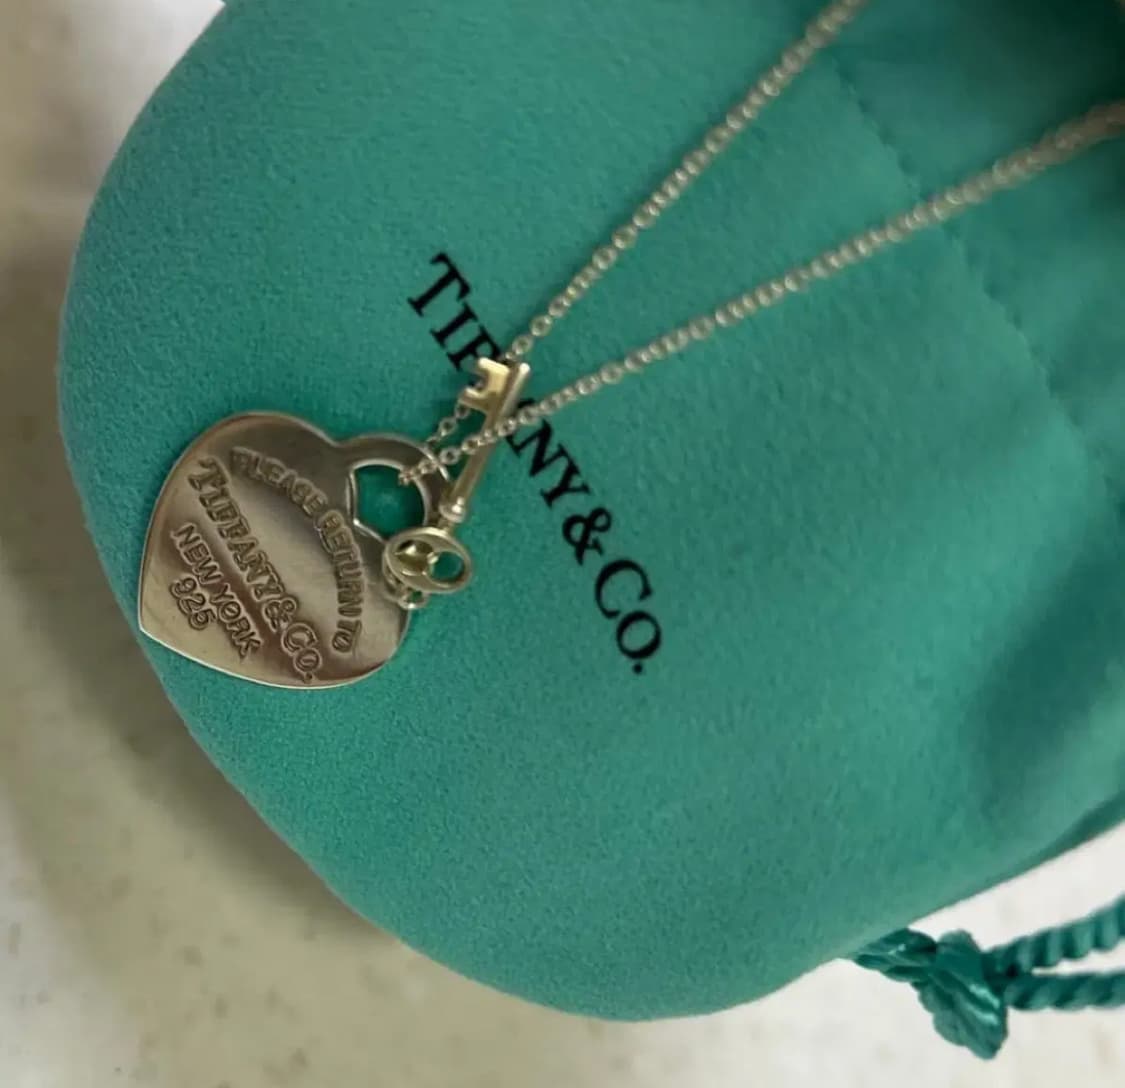 TIFFANY & CO.
PLEASE RETURN TO
TIFFANY & CO.
NEW YORK
925